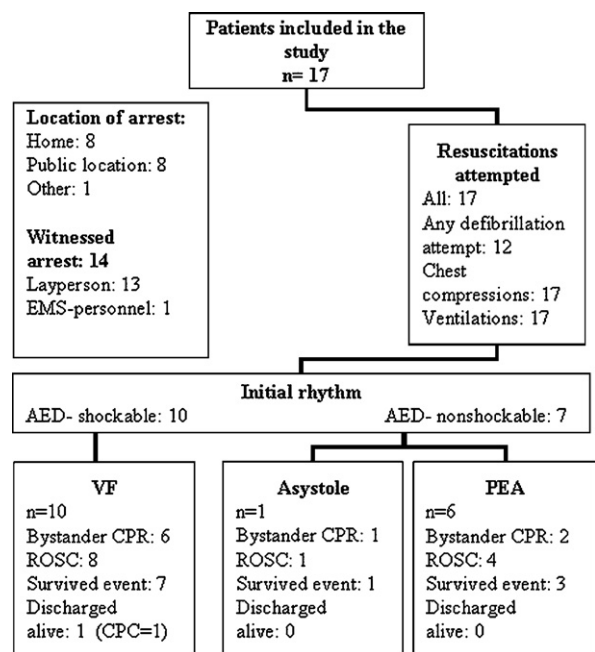 Patients included in the
study
n= 17
Location of arrest:
Home: 8
Public location: 8
Other: 1
Witnessed
arrest: 14
Layperson: 13
EMS-personnel: 1
Resuscitations
attempted
All: 17
Any defibrillation
attempt: 12
Chest
compressions: 17
Ventilations: 17
Initial rhythm
AED- shockable: 10 AED- nonshockable: 7
VF
n=10
Bystander CPR: 6
ROSC: 8
Survived event: 7
Discharged
alive: 1 (CPC=1)
Asystole
n=1
Bystander CPR: 1
ROSC: 1
Survived event: 1
Discharged
alive: 0
PEA
n=6
Bystander CPR: 2
ROSC: 4
Survived event: 3
Discharged
alive: 0